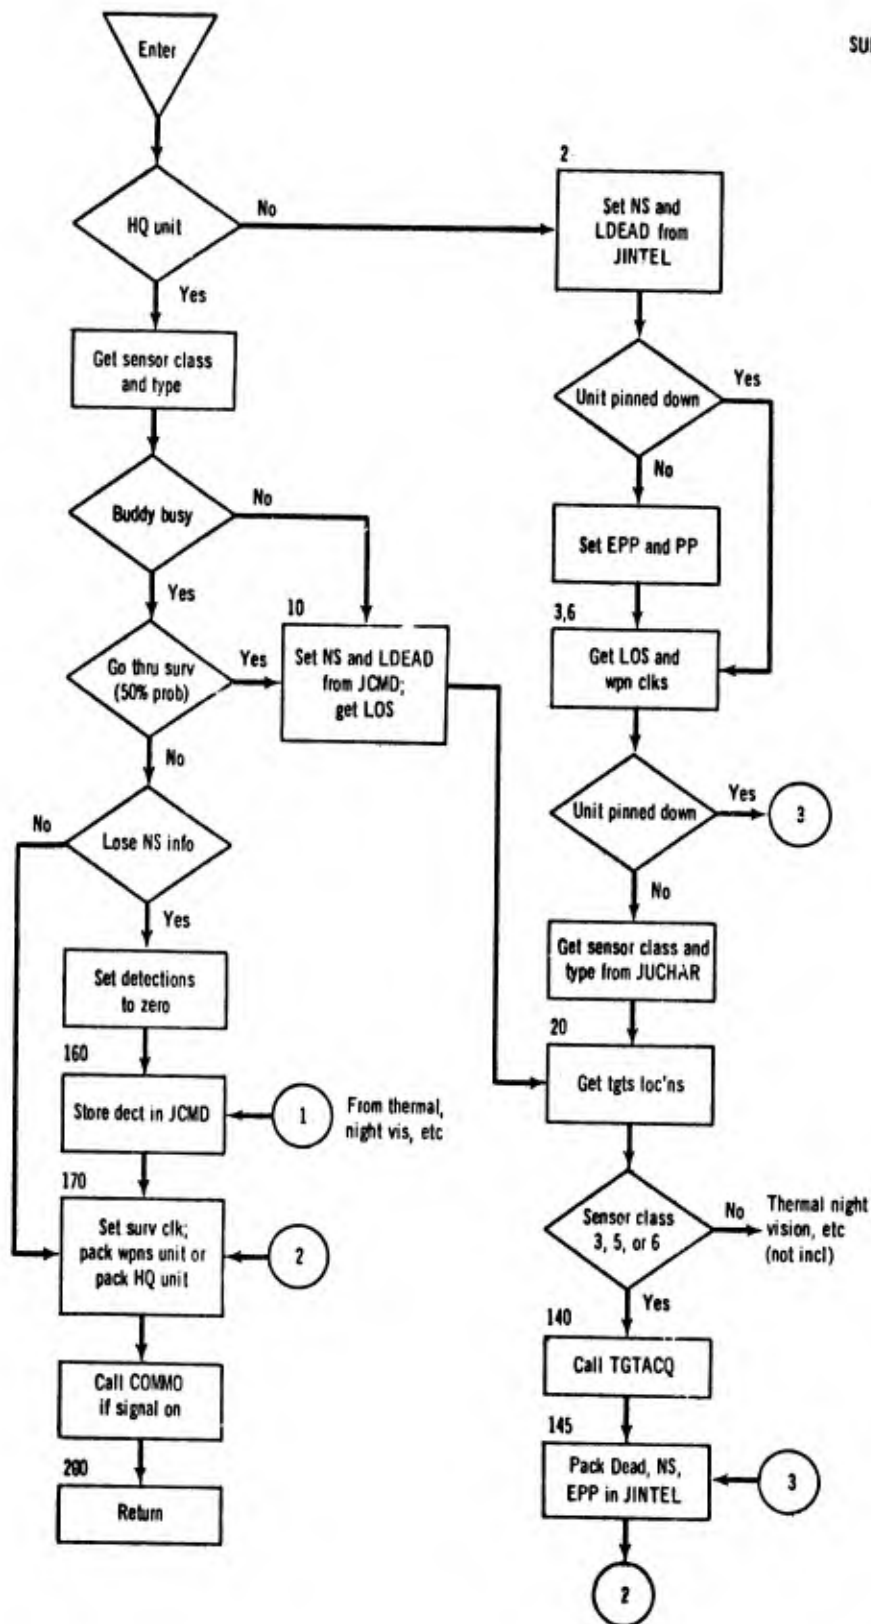 SU
Enter
HQ unit
No
Yes
Get sensor class
and type
Buddy busy
No
Yes
Go thru surv
(50% prob)
Yes
No
10
Set NS and LDEAD
from JCMD;
get LOS
Lose NS info
No
Yes
Set detections
to zero
160
Store dect in JCMD
1
From thermal,
night vis, etc
170
Set surv clk;
pack wpns unit or
pack HQ unit
2
Call COMMO
if signal on
200
Return
2
Set NS and
LDEAD from
JINTEL
Unit pinned down
Yes
No
Set EPP and PP
3,6
Get LOS and
wpn clks
Unit pinned down
Yes
3
No
Get sensor class and
type from JUCHAR
20
Get tgts loc'ns
Sensor class
3, 5, or 6
No
Thermal night
vision, etc
(not incl)
Yes
140
Call TGTACQ
145
Pack Dead, NS,
EPP in JINTEL
3
2